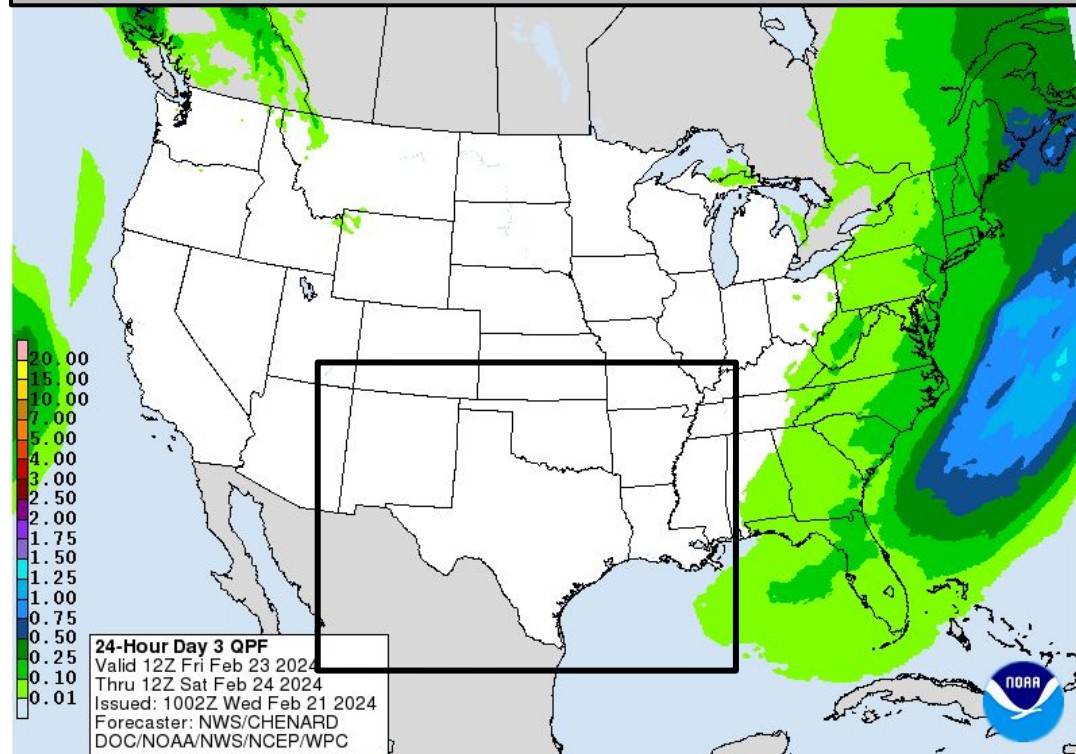 20.00
15.00
10.00
7.00
5.00
4.00
3.00
2.50
2.00
1.75
1.50
1.25
1.00
0.75
0.50
0.25
0.10
0.01
24-Hour Day 3 QPF
Valid 12Z Fri Feb 23 2024
Thru 12Z Sat Feb 24 2024
Issued: 1002Z Wed Feb 21 2024
Forecaster: NWS/CHENARD
DOC/NOAA/NWS/NCEP/WPC
NOAA